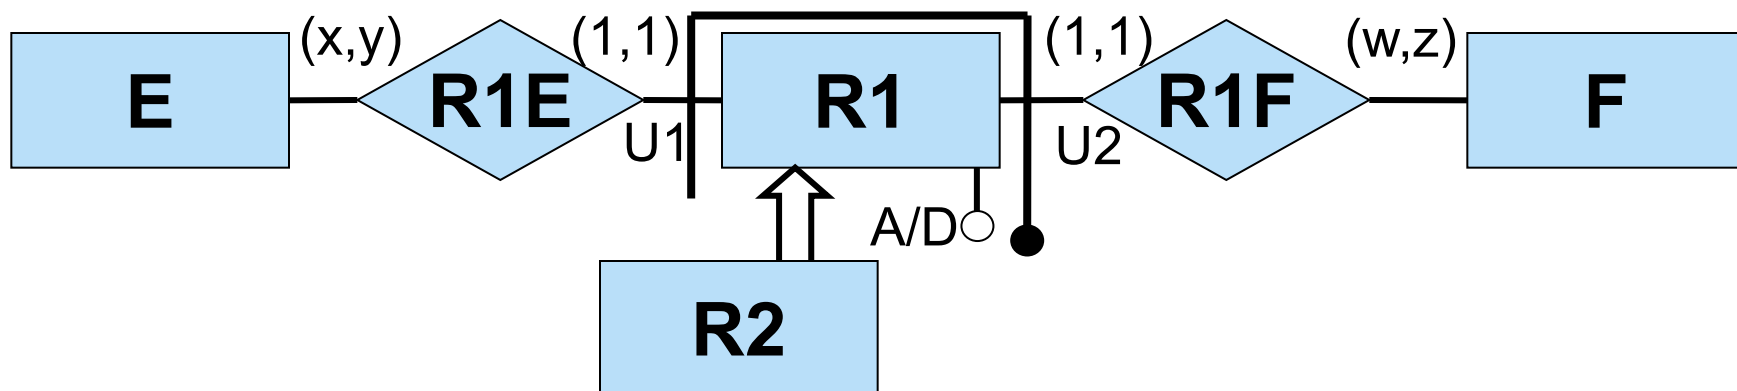 (x,y) (1,1) (1,1) (w,z)
E R1E R1 R1F F
U1 U2
A/D
R2